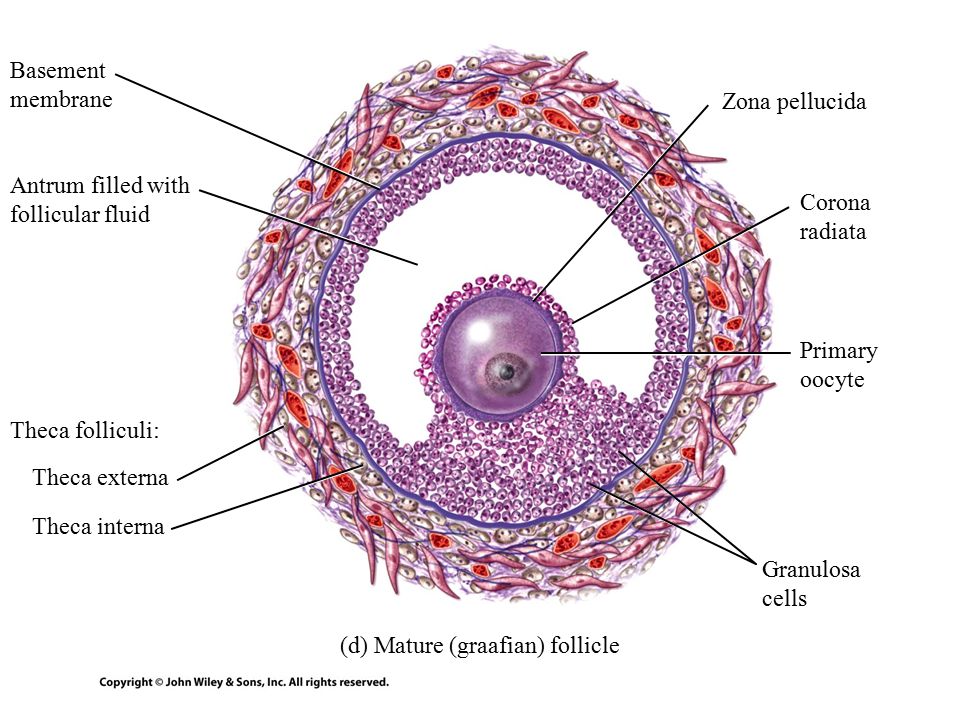 Basement
membrane
Antrum filled with
follicular fluid
Theca folliculi:
Theca externa
Theca interna
Zona pellucida
Corona
radiata
Primary
oocyte
Granulosa
cells
(d) Mature (graafian) follicle
Copyright © John Wiley & Sons, Inc. All rights reserved.